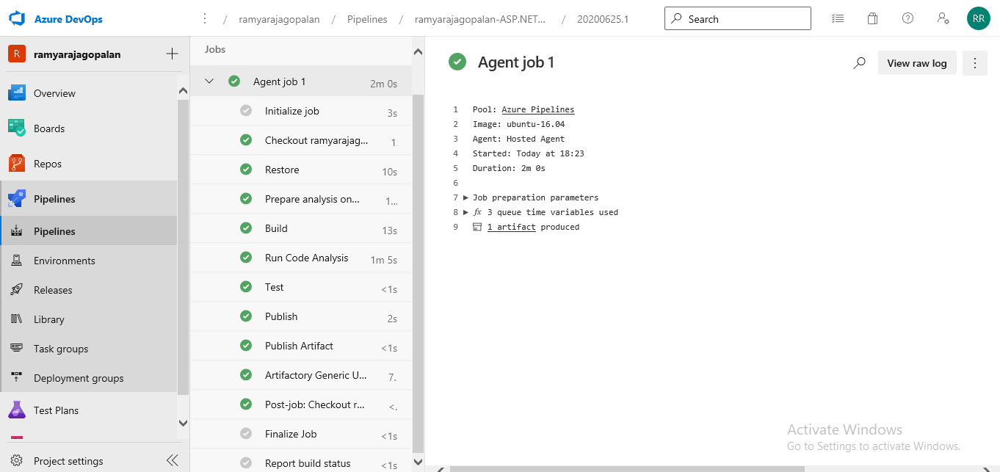 Azure DevOps
/ ramyarajagopalan / Pipelines / ramyarajagopalan-ASP.NET... / 20200625.1
Search
RR
R ramyarajagopalan
Overview
Boards
Repos
Pipelines
Pipelines
Environments
Releases
Library
Task groups
Deployment groups
Test Plans
Project settings
Jobs
Agent job 1 2m 0s
Initialize job 3s
Checkout ramyarajag... 1.
Restore 10s
Prepare analysis on... 1...
Build 13s
Run Code Analysis 1m 5s
Test <1s
Publish 2s
Publish Artifact <1s
Artifactory Generic U... 7.
Post-job: Checkout r... <.
Finalize Job <1s
Report build status <1s
Agent job 1
View raw log
1 Pool: Azure Pipelines
2 Image: ubuntu-16.04
3 Agent: Hosted Agent
4 Started: Today at 18:23
5 Duration: 2m 0s
6
7 Job preparation parameters
8 fx 3 queue time variables used
9 1 artifact produced
Activate Windows
Go to Settings to activate Windows.